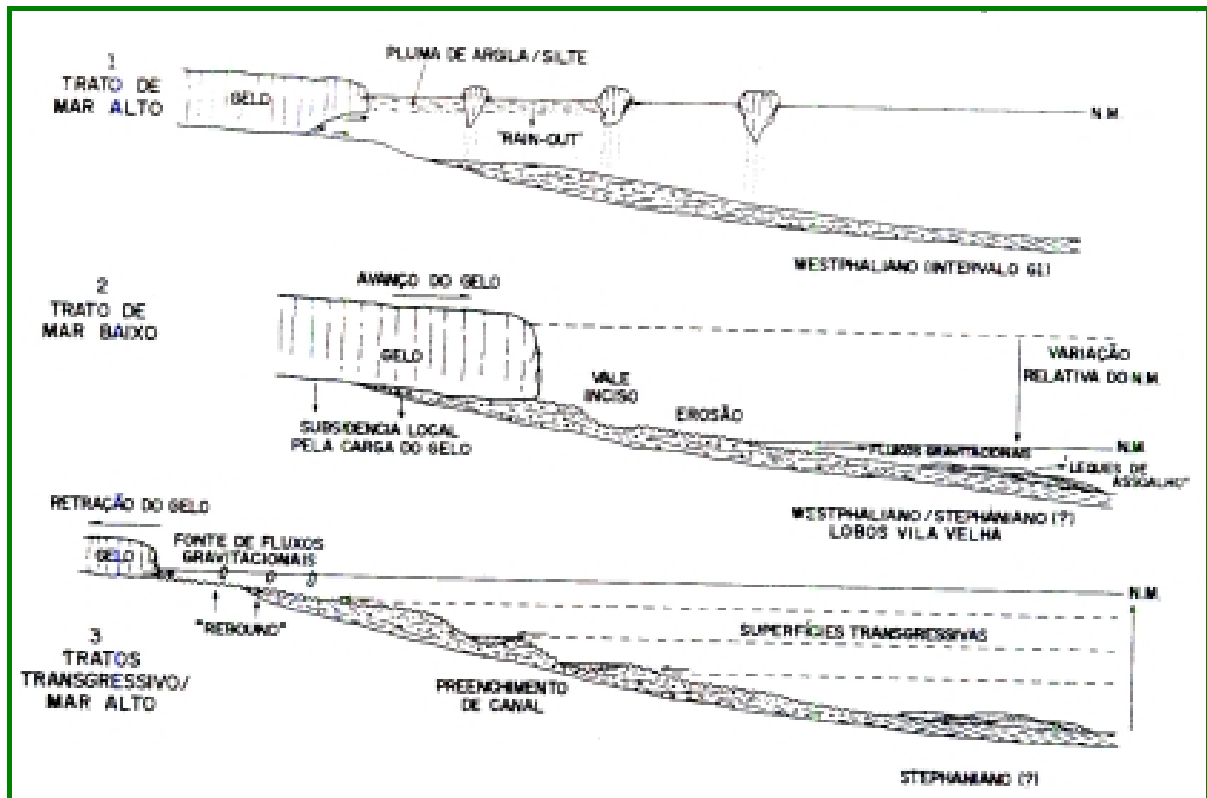 1
TRATO DE
MAR ALTO
PLUMA DE ARGILA/SILTE
GELO
"RAIN-OUT"
N.M.
WESTPHALIANO (INTERVALO GI)
2
TRATO DE
MAR BAIXO
AVANÇO DO GELO
GELO
VALE
INCISO
EROSÃO
VARIAÇÃO
RELATIVA DO N.M.
SUBSIDENCIA LOCAL
PELA CARGA DO GELO
N.M.
FLUXOS GRAVITACIONAIS
"LEQUES DE
ASSOALHO"
WESTPHALIANO/STEPHANIANO (?)
LOBOS VILA VELHA
RETRAÇÃO DO GELO
GELO
FONTE DE FLUXOS
GRAVITACIONAIS
N.M.
"REBOUND"
SUPERFÍCIES TRANSGRESSIVAS
3
TRATOS
TRANSGRESSIVO/
MAR ALTO
PREENCHIMENTO
DE CANAL
STEPHANIANO (?)